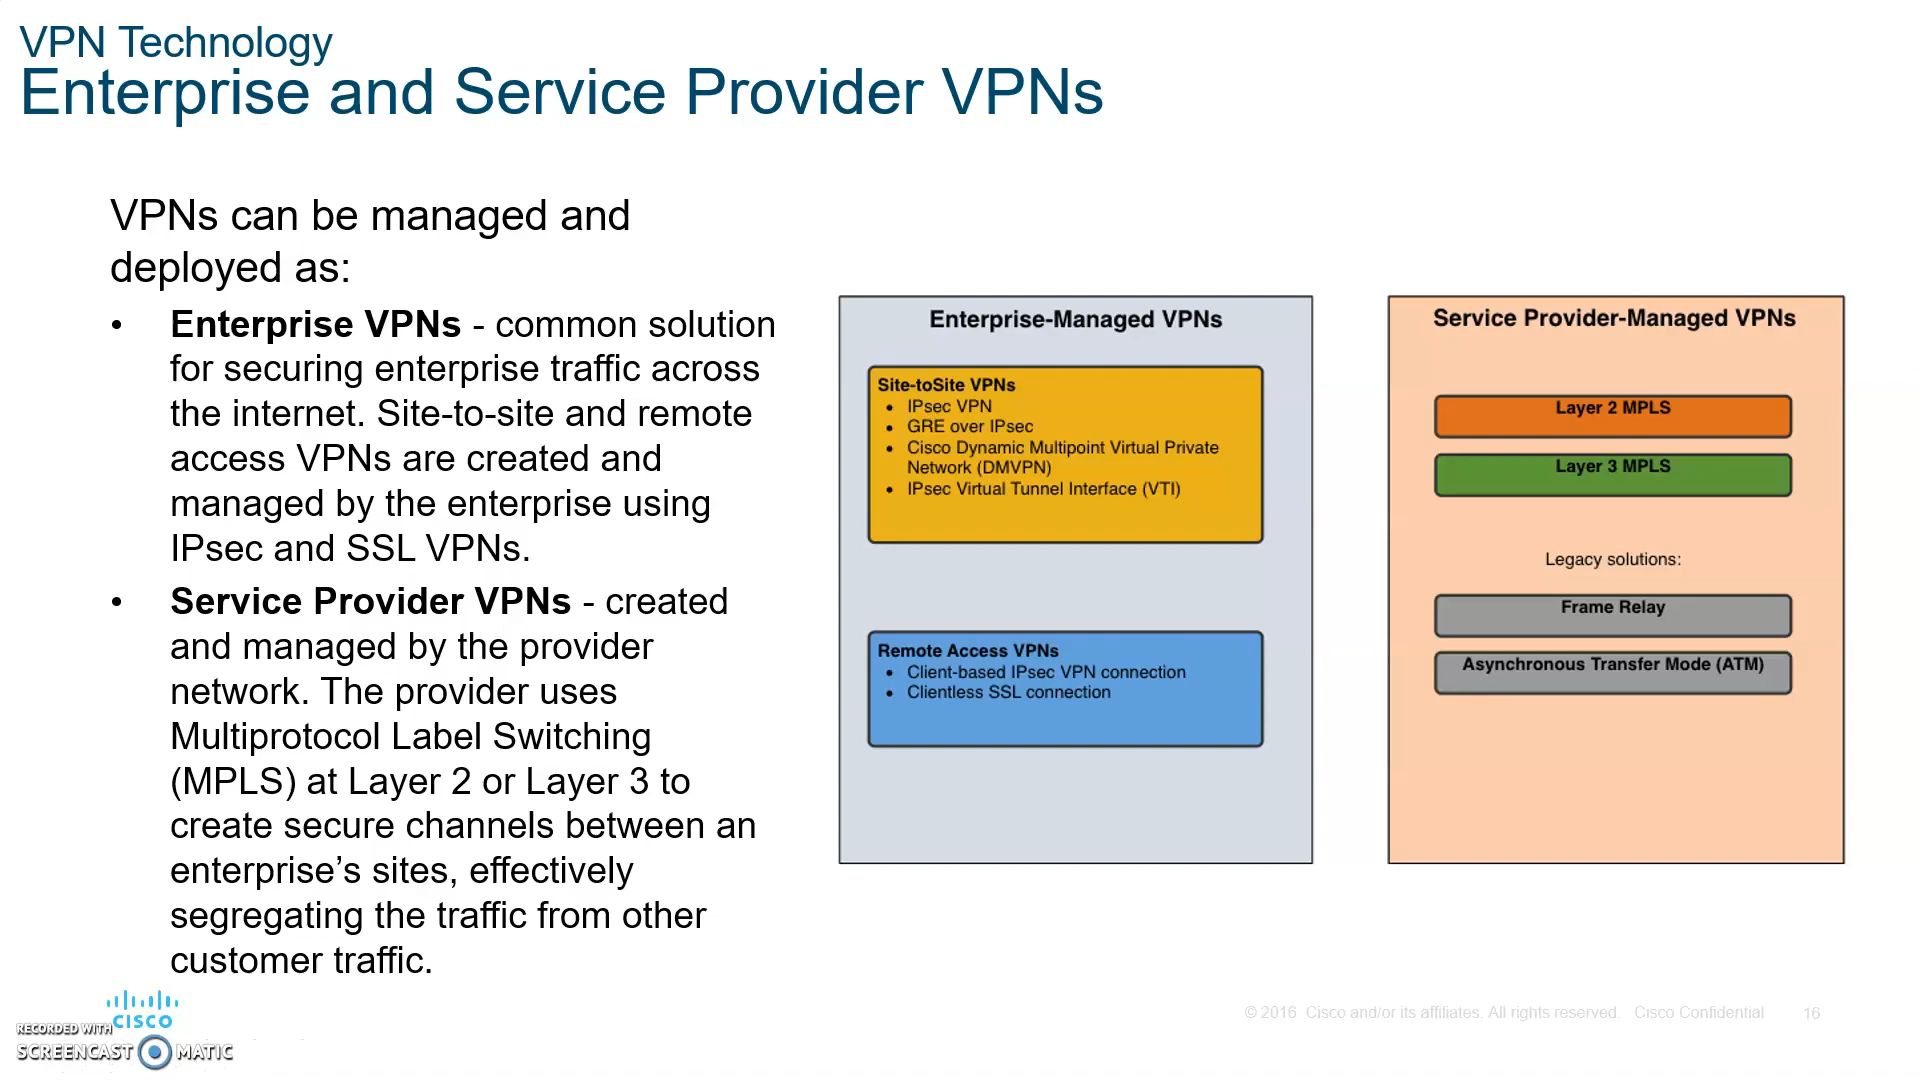 VPN Technology
Enterprise and Service Provider VPNs
VPNs can be managed and
deployed as:
• Enterprise VPNs - common solution
for securing enterprise traffic across
the internet. Site-to-site and remote
access VPNs are created and
managed by the enterprise using
IPsec and SSL VPNs.
• Service Provider VPNs - created
and managed by the provider
network. The provider uses
Multiprotocol Label Switching
(MPLS) at Layer 2 or Layer 3 to
create secure channels between an
enterprise’s sites, effectively
segregating the traffic from other
customer traffic.
Enterprise-Managed VPNs
Site-toSite VPNs
• IPsec VPN
• GRE over IPsec
• Cisco Dynamic Multipoint Virtual Private
Network (DMVPN)
• IPsec Virtual Tunnel Interface (VTI)
Remote Access VPNs
• Client-based IPsec VPN connection
• Clientless SSL connection
Service Provider-Managed VPNs
Layer 2 MPLS
Layer 3 MPLS
Legacy solutions:
Frame Relay
Asynchronous Transfer Mode (ATM)
CISCO
RECORDED WITH
SCREENCAST MATIC
© 2016 Cisco and/or its affiliates. All rights reserved. Cisco Confidential 16